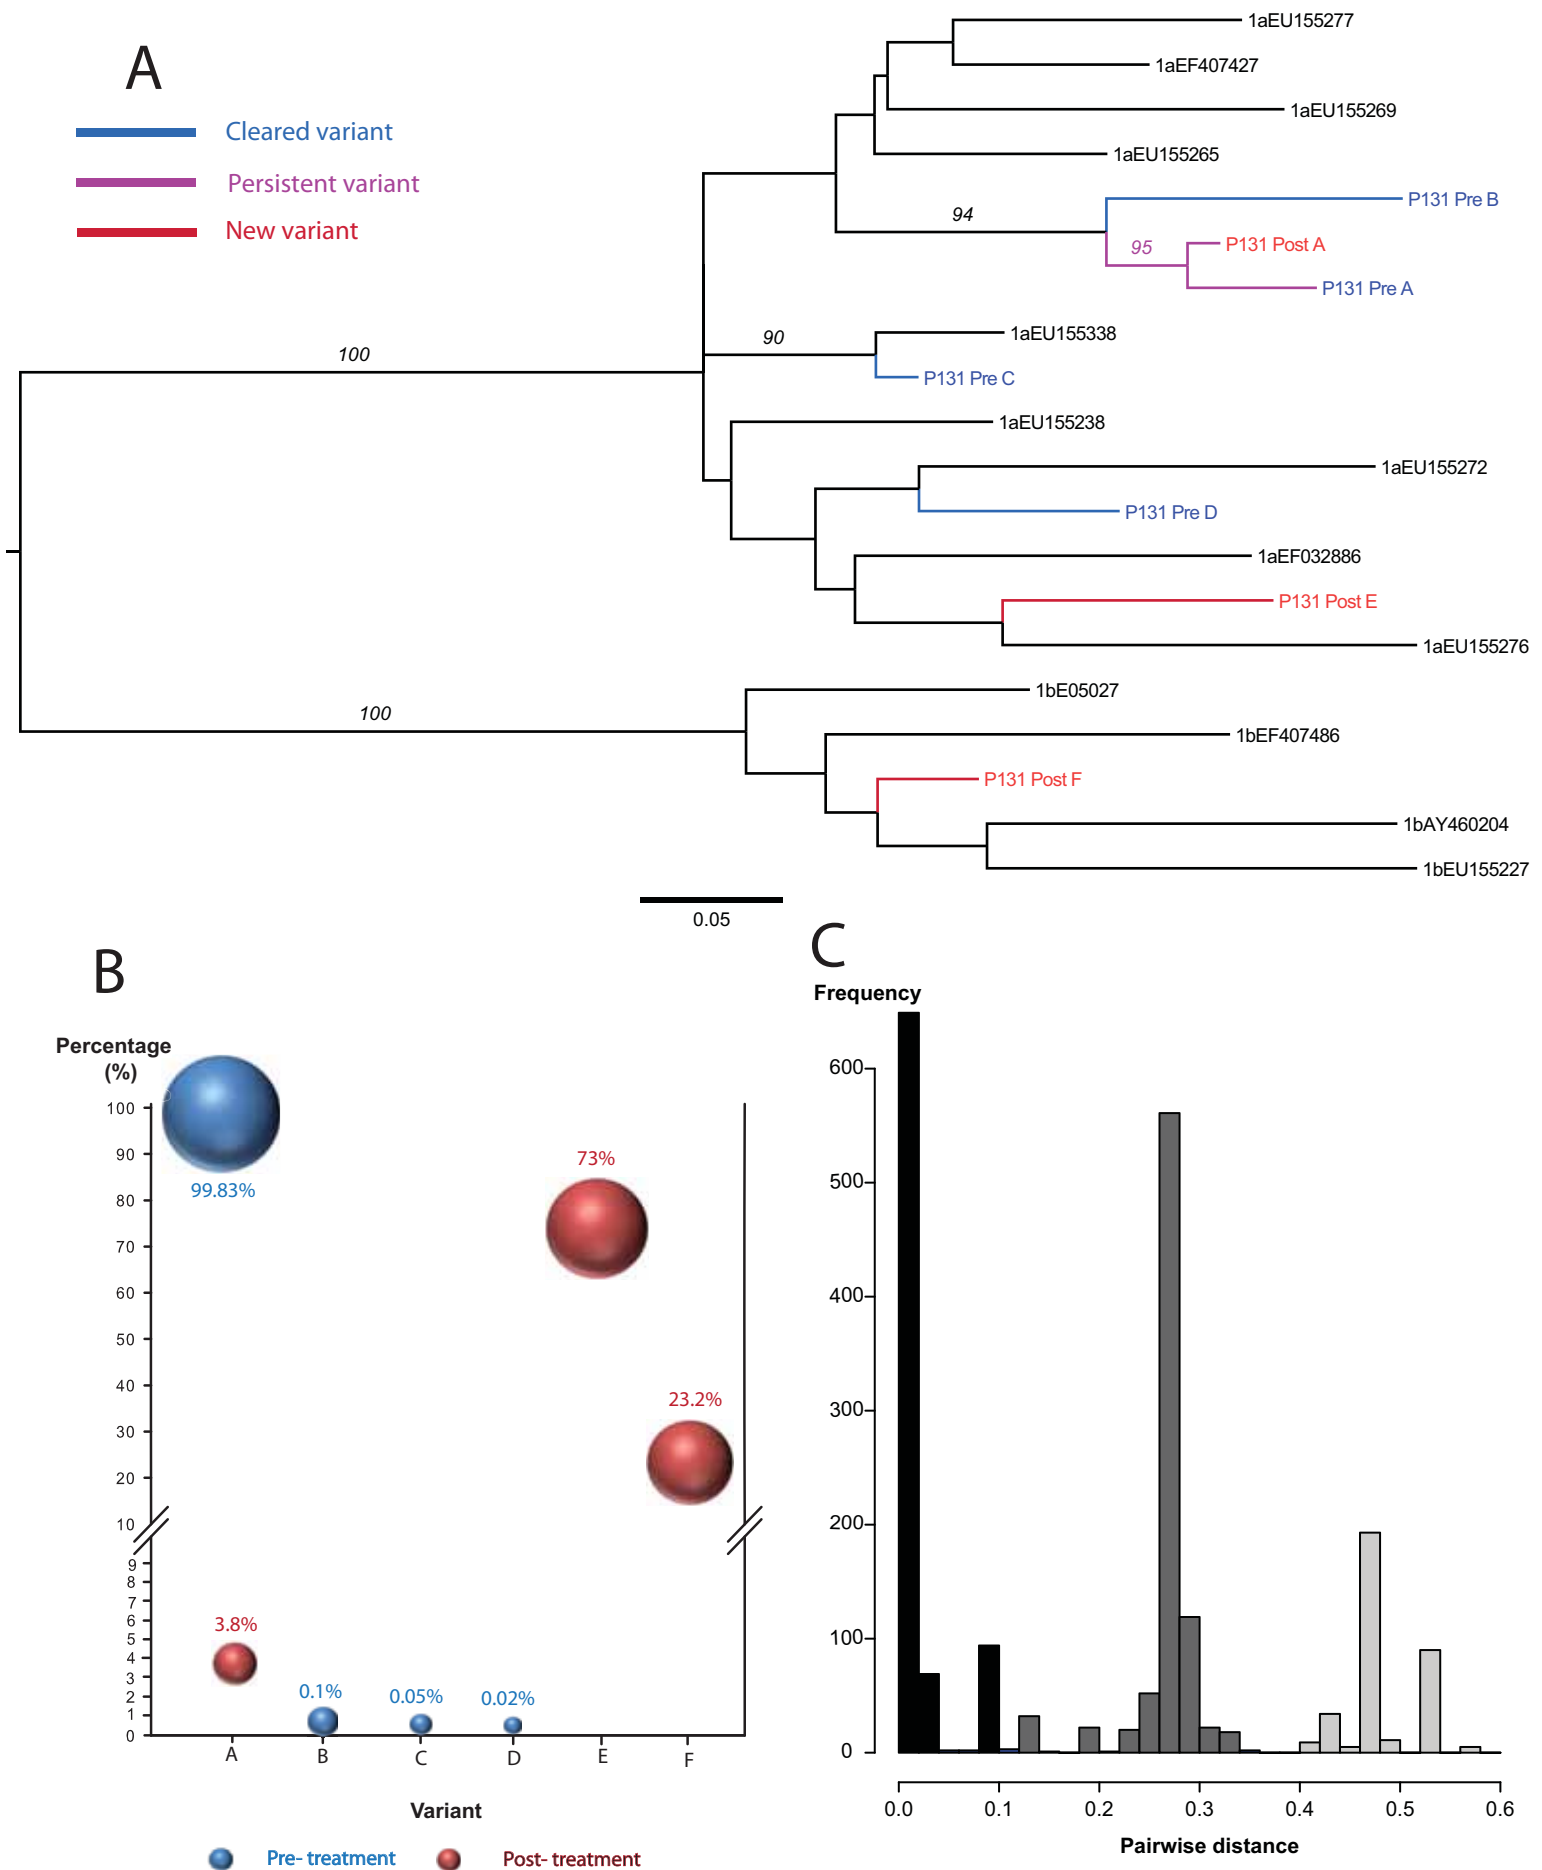 A
Cleared variant
Persistent variant
New variant
1aEU155277
1aEF407427
1aEU155269
1aEU155265
94
P131 Pre B
95
P131 Post A
P131 Pre A
90
1aEU155338
100
P131 Pre C
1aEU155238
1aEU155272
P131 Pre D
1aEF032886
P131 Post E
1aEU155276
100
1bE05027
1bEF407486
P131 Post F
1bAY460204
1bEU155227
0.05
B
Percentage
(%)
100
90
80
70
60
50
40
30
20
10
9
8
7
6
5
4
3
2
1
0
99.83%
73%
23.2%
3.8%
0.1%
0.05%
0.02%
A
B
C
D
E
F
Variant
Pre- treatment
Post- treatment
C
Frequency
600
500
400
300
200
100
0
0.0
0.1
0.2
0.3
0.4
0.5
0.6
Pairwise distance